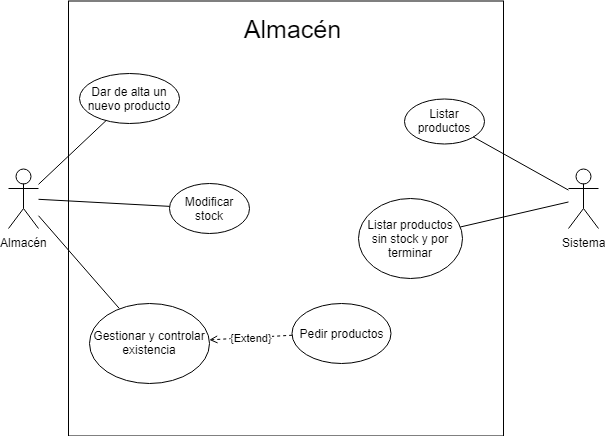 Almacén
Dar de alta un
nuevo producto
Listar
productos
Modificar
stock
Almacén
Listar productos
sin stock y por
terminar
Sistema
Gestionar y controlar
existencia
{Extend}
Pedir productos